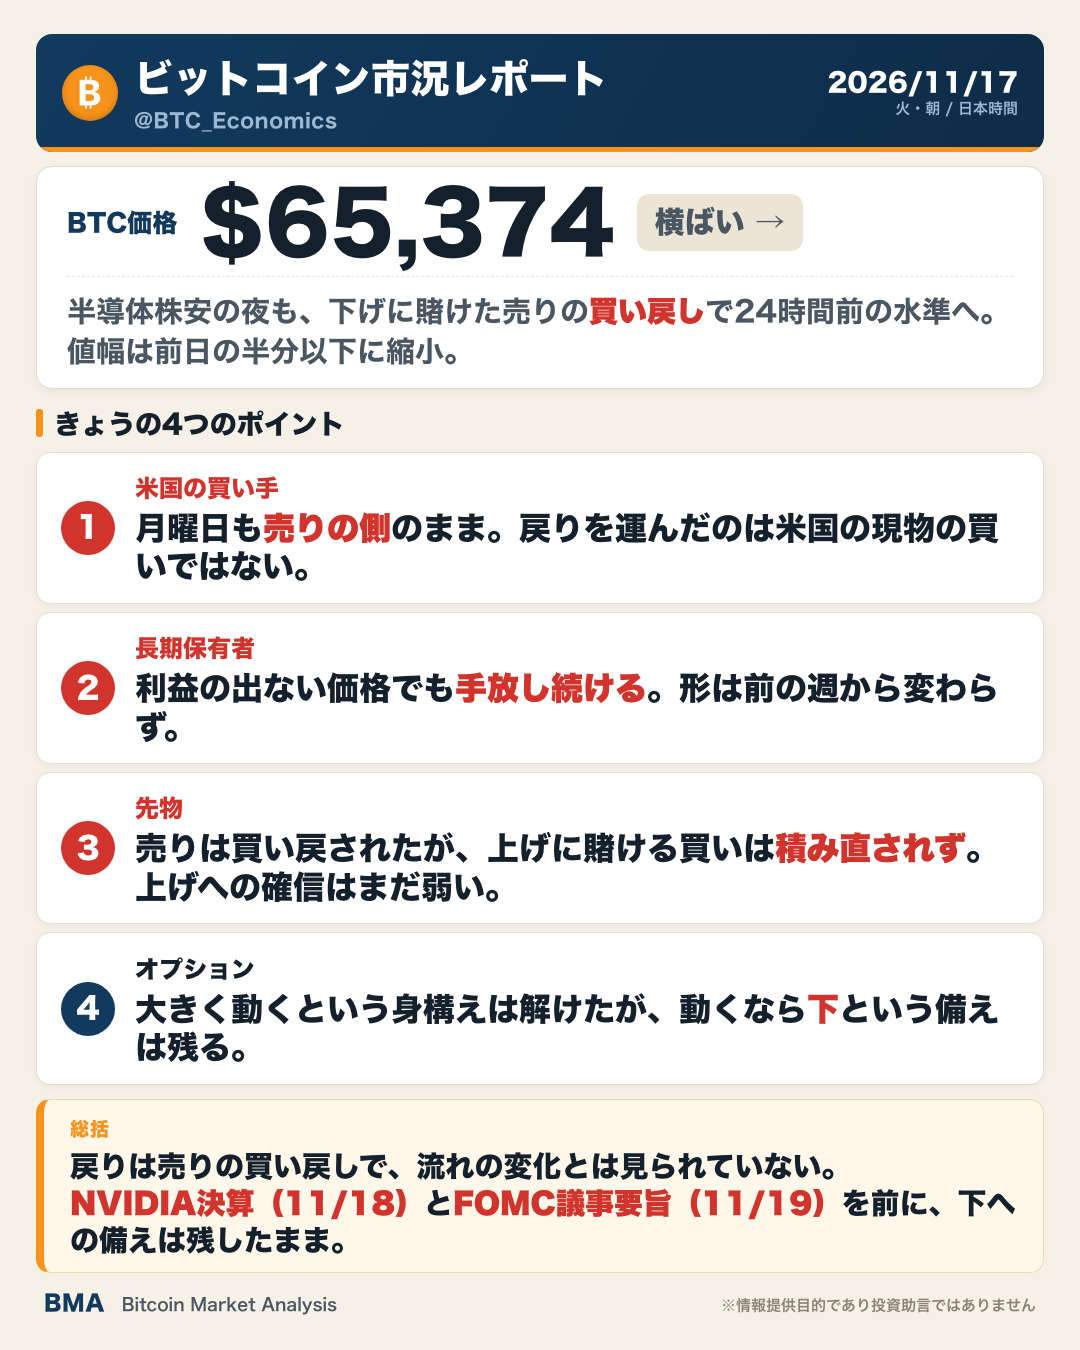 ビットコイン市況レポート
@BTC_Economics
2026/11/17
火・朝 / 日本時間
BTC価格 $65,374 横ばい →
半導体株安の夜も、下げに賭けた売りの買い戻しで24時間前の水準へ。
値幅は前日の半分以下に縮小。
きょうの4つのポイント
米国の買い手
1
月曜日も売りの側のまま。戻りを運んだのは米国の現物の買
いではない。
長期保有者
2
利益の出ない価格でも手放し続ける。形は前の週から変わら
ず。
先物
3
売りは買い戻されたが、上げに賭ける買いは積み直されず。
上げへの確信はまだ弱い。
オプション
4
大きく動くという身構えは解けたが、動くなら下という備え
は残る。
総括
戻りは売りの買い戻しで、流れの変化とは見られていない。
NVIDIA決算（11/18）とFOMC議事要旨（11/19）を前に、下へ
の備えは残したまま。
BMA Bitcoin Market Analysis
※情報提供目的であり投資助言ではありません